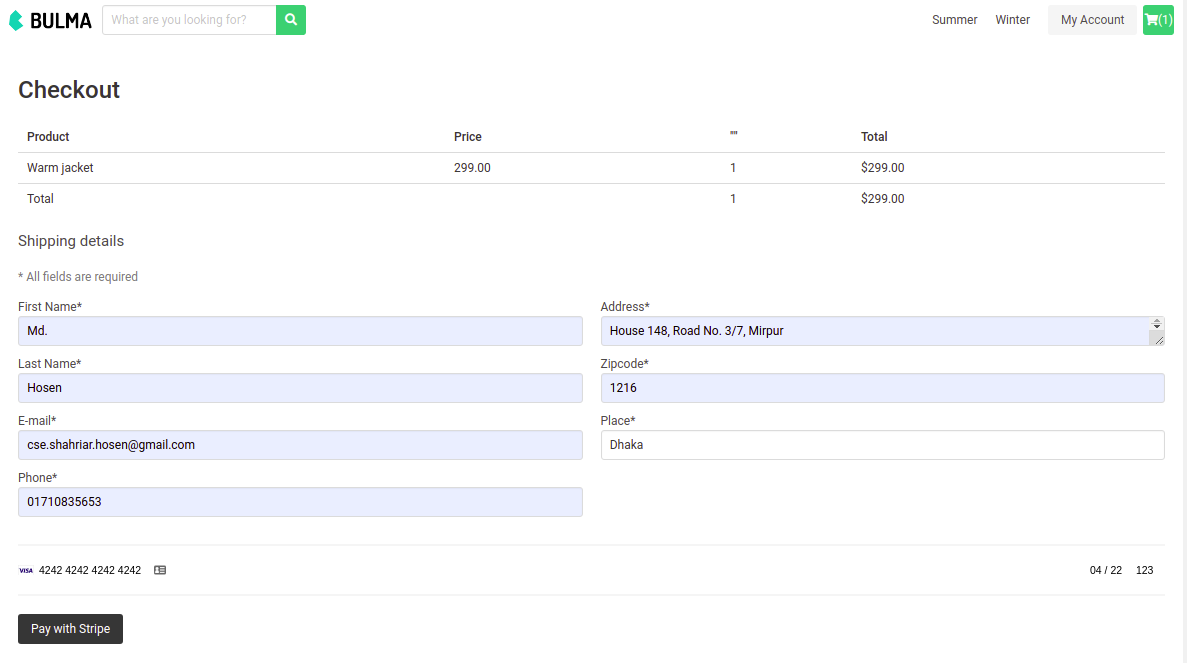 BULMA What are you looking for? Summer Winter My Account (1)
Checkout
Product Price "" Total
Warm jacket 299.00 1 $299.00
Total 1 $299.00
Shipping details
* All fields are required
First Name* Address*
Md. House 148, Road No. 3/7, Mirpur
Last Name* Zipcode*
Hosen 1216
E-mail* Place*
cse.shahriar.hosen@gmail.com Dhaka
Phone*
01710835653
VISA 4242 4242 4242 4242 04 / 22 123
Pay with Stripe